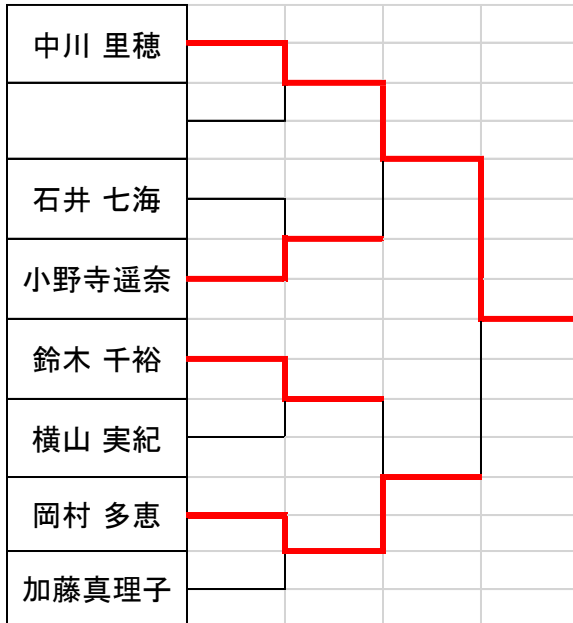 中川 里穂
石井 七海
小野寺遥奈
鈴木 千裕
横山 実紀
岡村 多恵
加藤真理子